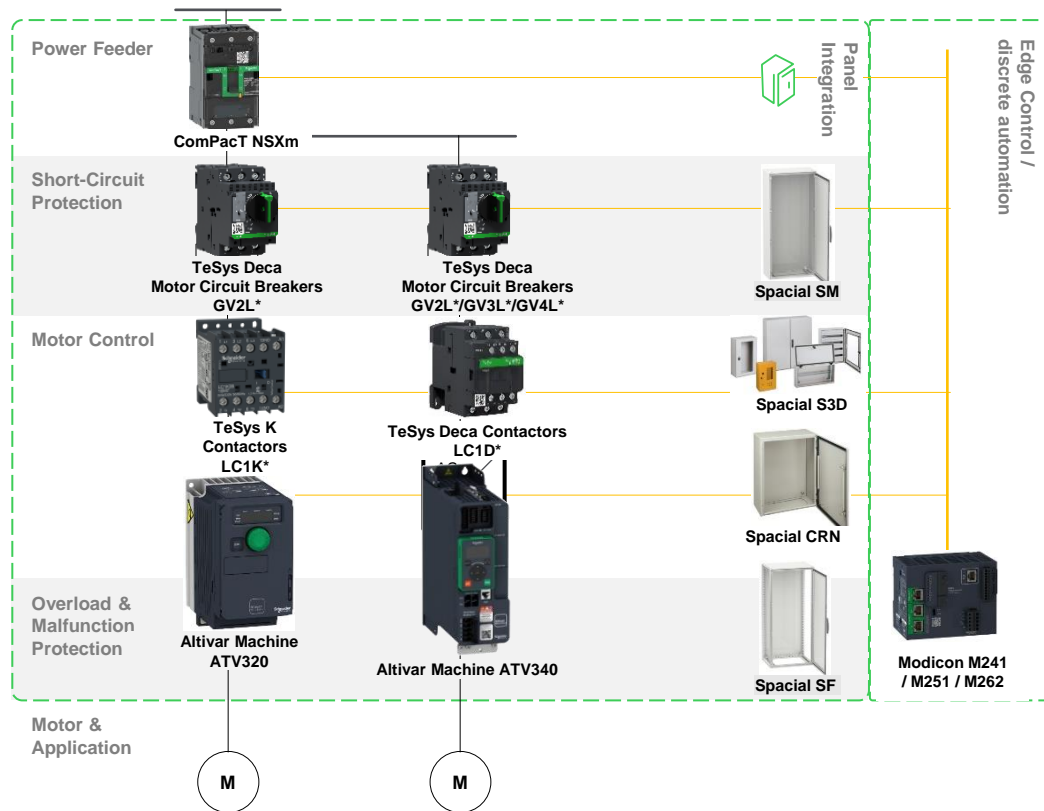 Power Feeder
Panel
Integration
Edge Control /
discrete automation
ComPacT NSXm
Short-Circuit
Protection
TeSys Deca
Motor Circuit Breakers
GV2L*
TeSys Deca
Motor Circuit Breakers
GV2L*/GV3L*/GV4L*
Spacial SM
Motor Control
Schneider
TeSys K
Contactors
LC1K*
TeSys Deca Contactors
LC1D*
Spacial S3D
Spacial CRN
Overload &
Malfunction
Protection
Schneider
Altivar Machine
ATV320
Altivar Machine ATV340
Spacial SF
Modicon M241
/ M251 / M262
Motor &
Application
M
M